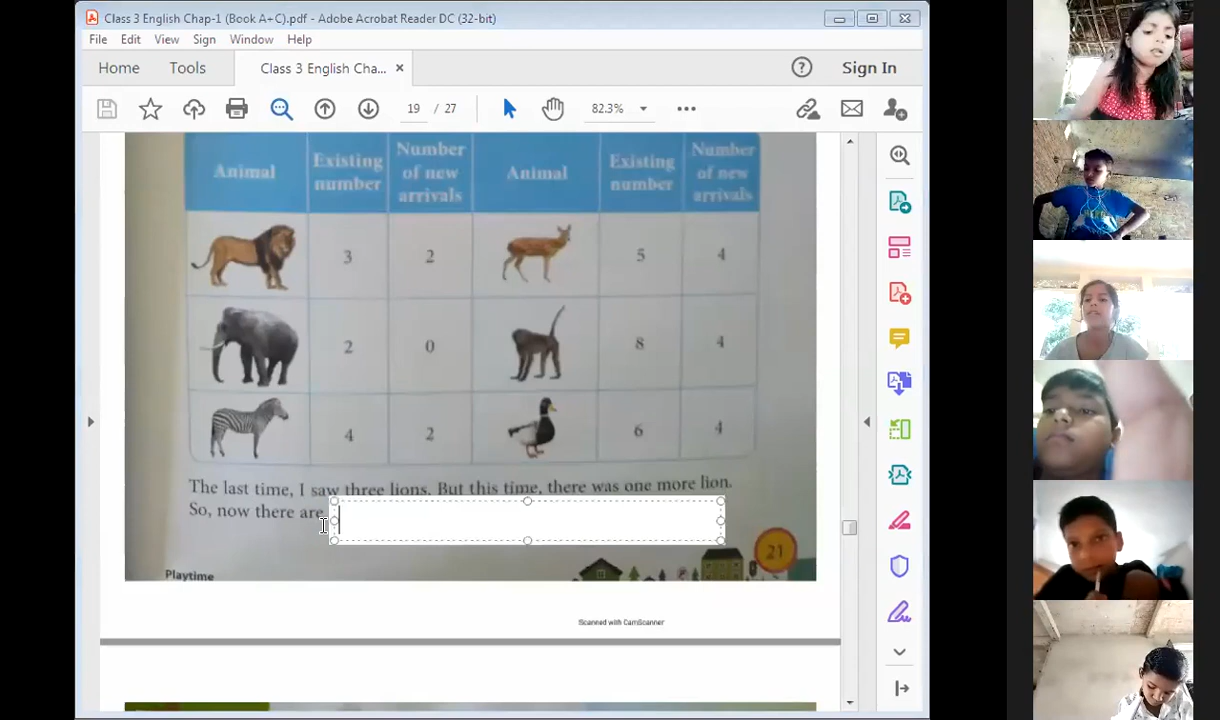 Class 3 English Chap-1 (Book A+C).pdf - Adobe Acrobat Reader DC (32-bit)
File Edit View Sign Window Help
Home Tools Class 3 English Cha... × Sign In
19 / 27 82.3%
Animal Existing number Number of new arrivals Animal Existing number Number of new arrivals
3 2 5 4
2 0 8 4
4 2 6 4
The last time, I saw three lions. But this time, there was one more lion.
So, now there are
21
Playtime
Scanned with CamScanner